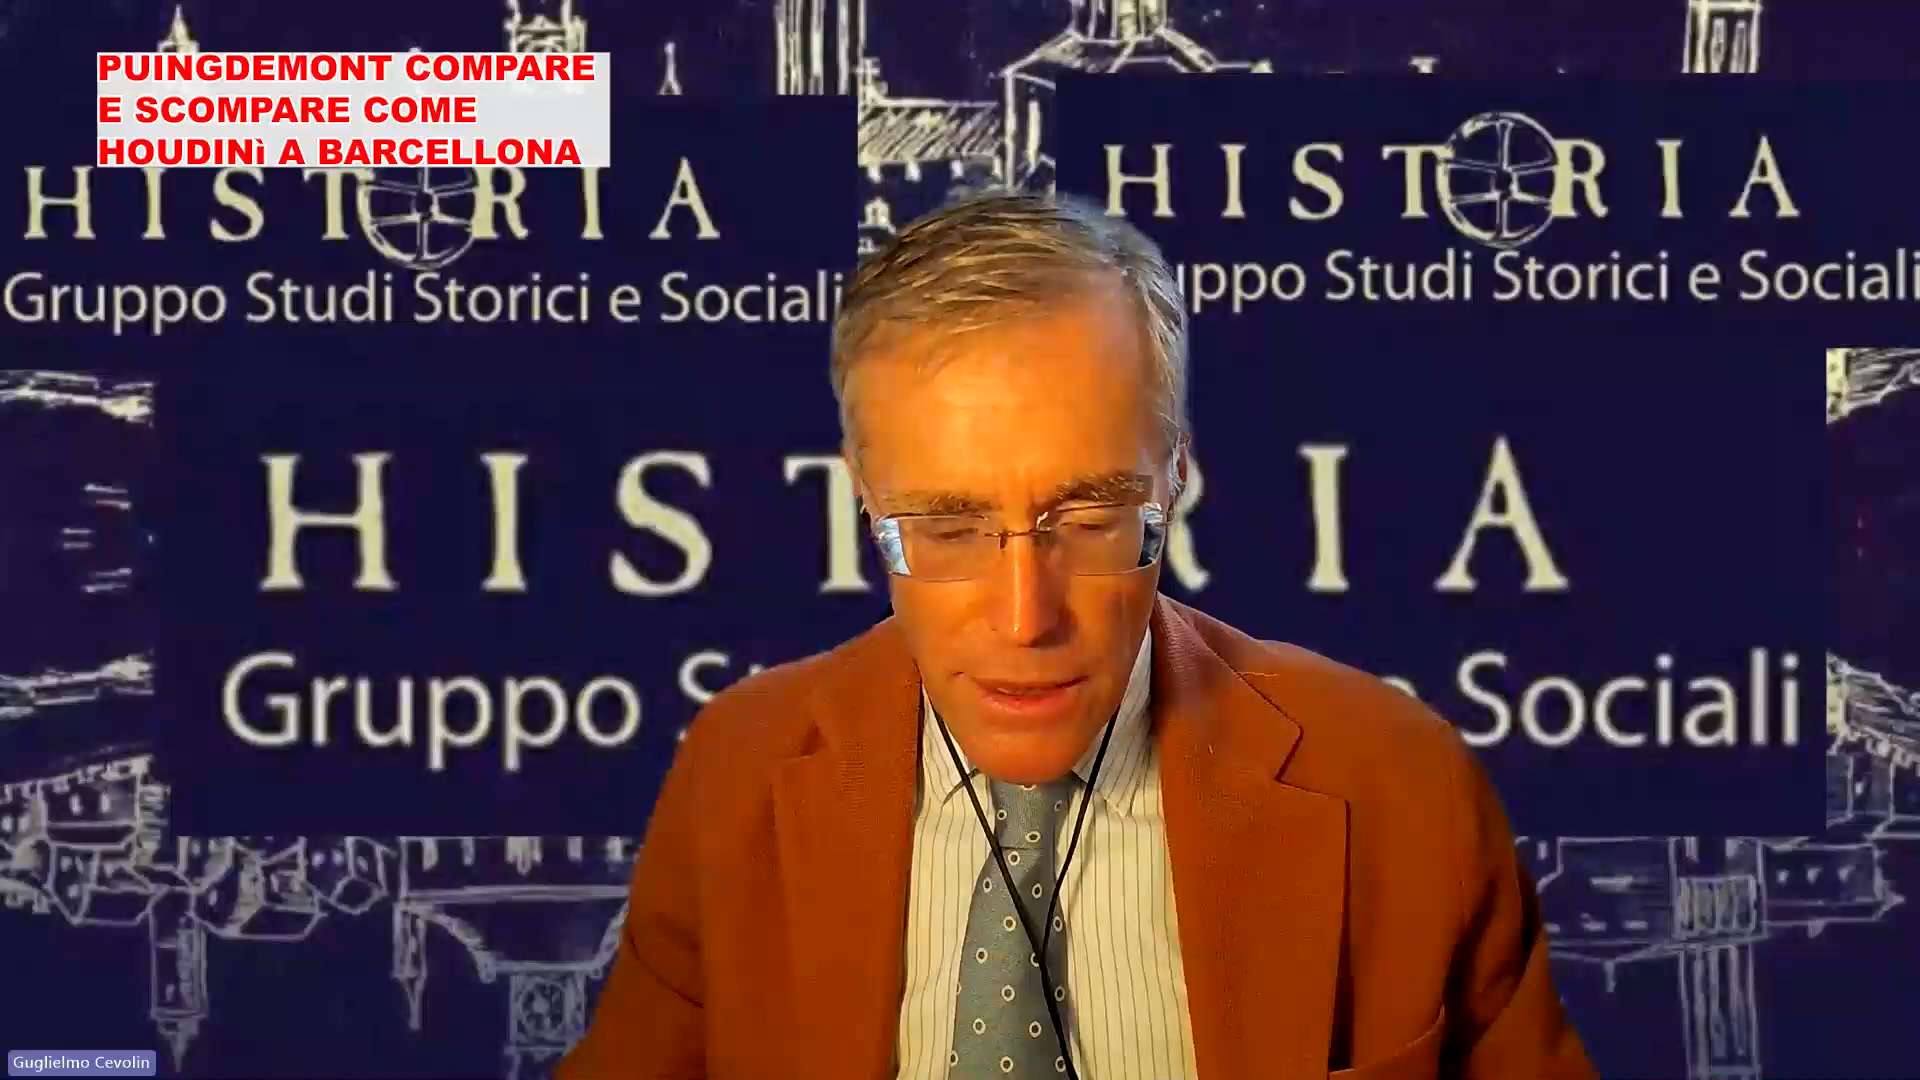 PUINGDEMONT COMPARE
E SCOMPARE COME
HOUDINì A BARCELLONA
HISTORIA
Gruppo Studi Storici e Sociali
HISTORIA
uppo Studi Storici e Sociali
HIST RIA
Gruppo S e Sociali
Guglielmo Cevolin